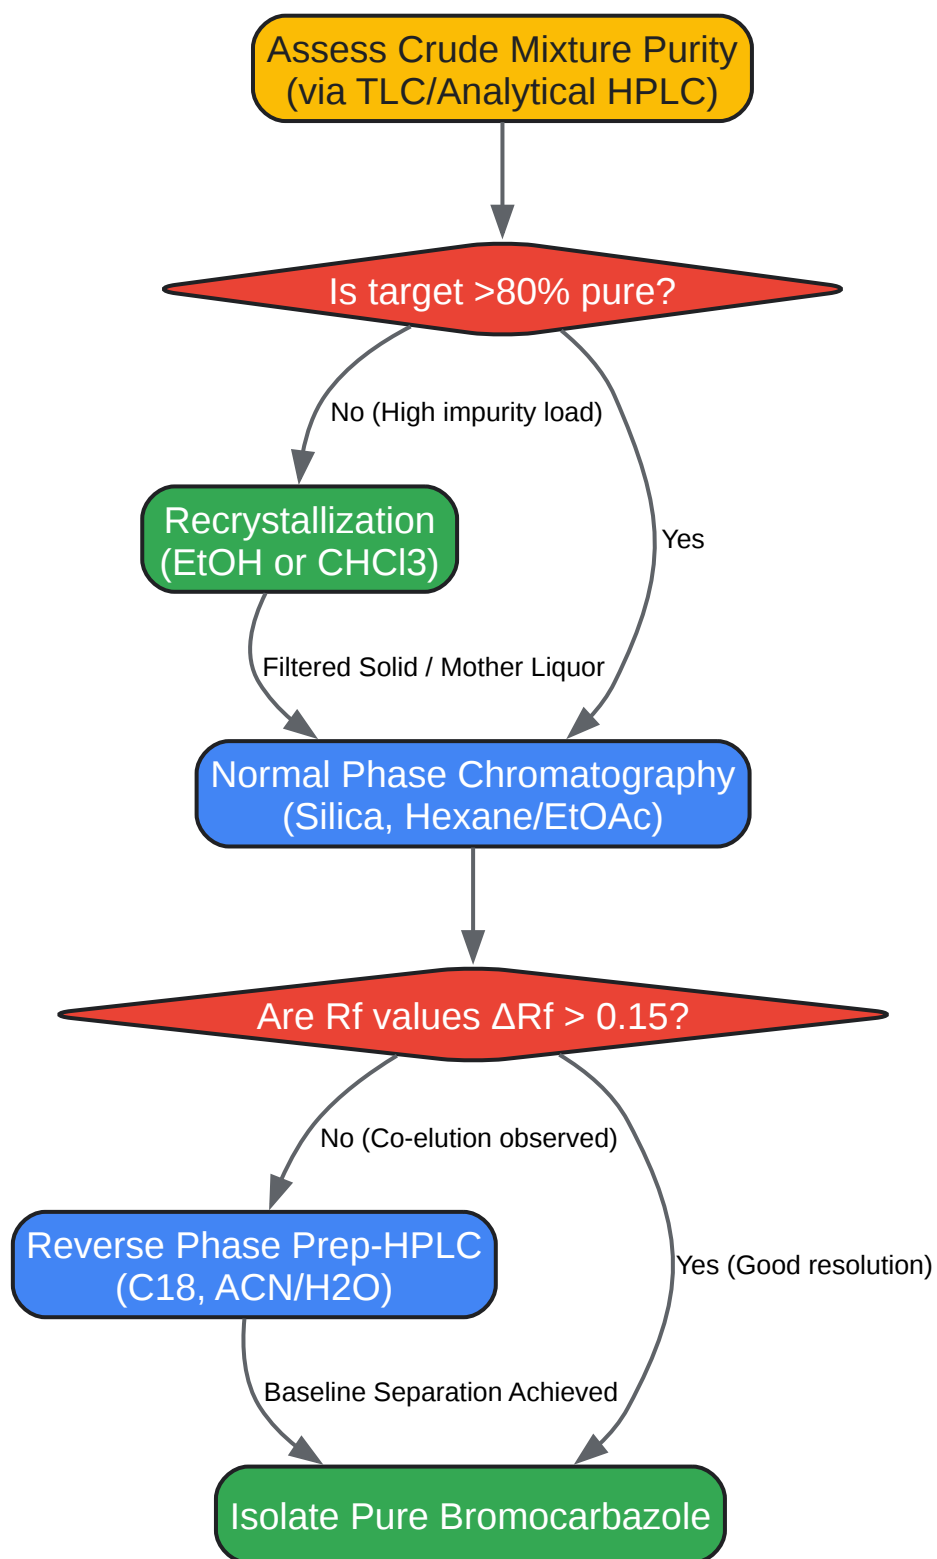 Assess Crude Mixture Purity
(via TLC/Analytical HPLC)
Is target >80% pure?
No (High impurity load)
Recrystallization
(EtOH or CHCl3)
Yes
Filtered Solid / Mother Liquor
Normal Phase Chromatography
(Silica, Hexane/EtOAc)
Are Rf values ΔRf > 0.15?
No (Co-elution observed)
Reverse Phase Prep-HPLC
(C18, ACN/H2O)
Yes (Good resolution)
Baseline Separation Achieved
Isolate Pure Bromocarbazole